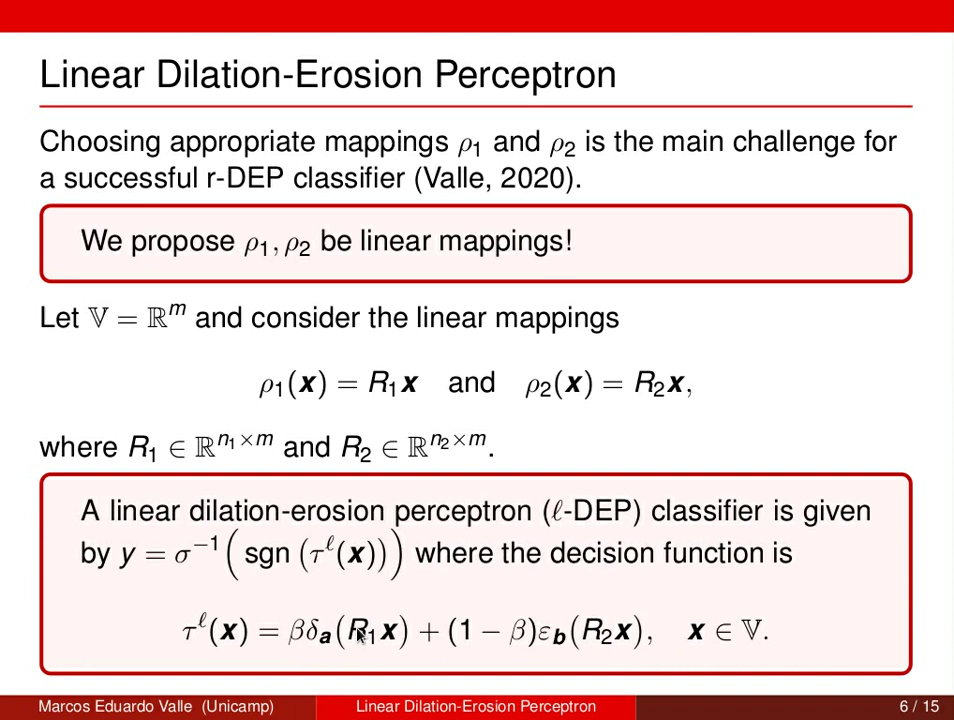 Linear Dilation-Erosion Perceptron
Choosing appropriate mappings ρ₁ and ρ₂ is the main challenge for
a successful r-DEP classifier (Valle, 2020).
We propose ρ₁, ρ₂ be linear mappings!
Let 𝕍 = ℝᵐ and consider the linear mappings
ρ₁(x) = R₁x and ρ₂(x) = R₂x,
where R₁ ∈ ℝ^{n₁×m} and R₂ ∈ ℝ^{n₂×m}.
A linear dilation-erosion perceptron (ℓ-DEP) classifier is given
by y = σ⁻¹(sgn(τ^ℓ(x))) where the decision function is
τ^ℓ(x) = βδ_a(R₁x) + (1 − β)ε_b(R₂x), x ∈ 𝕍.
Marcos Eduardo Valle (Unicamp) Linear Dilation-Erosion Perceptron 6 / 15